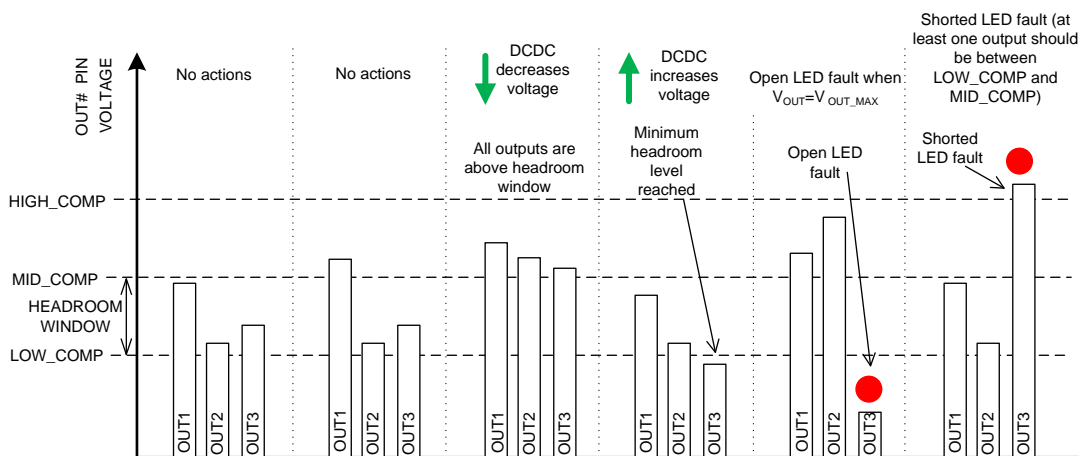 OUT# PIN
VOLTAGE
No actions
No actions
DCDC
decreases
voltage
All outputs are
above headroom
window
DCDC
increases
voltage
Minimum
headroom
level
reached
Open LED fault when
VOUT=VOUT_MAX
Open LED
fault
Shorted LED fault (at
least one output should
be between
LOW_COMP and
MID_COMP)
Shorted
LED fault
HIGH_COMP
MID_COMP
HEADROOM
WINDOW
LOW_COMP
OUT1
OUT2
OUT3
OUT1
OUT2
OUT3
OUT1
OUT2
OUT3
OUT1
OUT2
OUT3
OUT1
OUT2
OUT3
OUT1
OUT2
OUT3